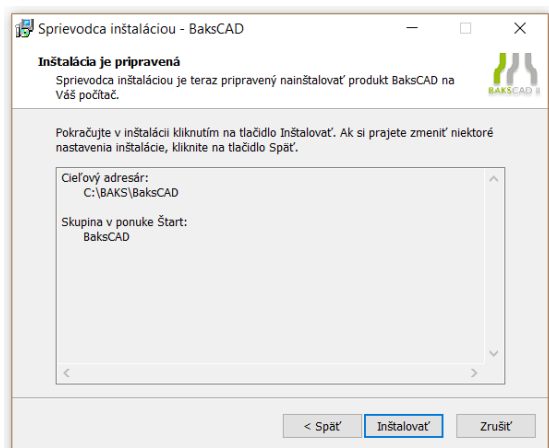 Sprievodca inštaláciou - BaksCAD
Inštalácia je pripravená
Sprievodca inštaláciou je teraz pripravený nainštalovať produkt BaksCAD na
Váš počítač.
BAKSCAD II
Pokračujte v inštalácii kliknutím na tlačidlo Inštalovať. Ak si prajete zmeniť niektoré
nastavenia inštalácie, kliknite na tlačidlo Späť.
Cieľový adresár:
C:\BAKS\BaksCAD
Skupina v ponuke Štart:
BaksCAD
< Späť
Inštalovať
Zrušiť